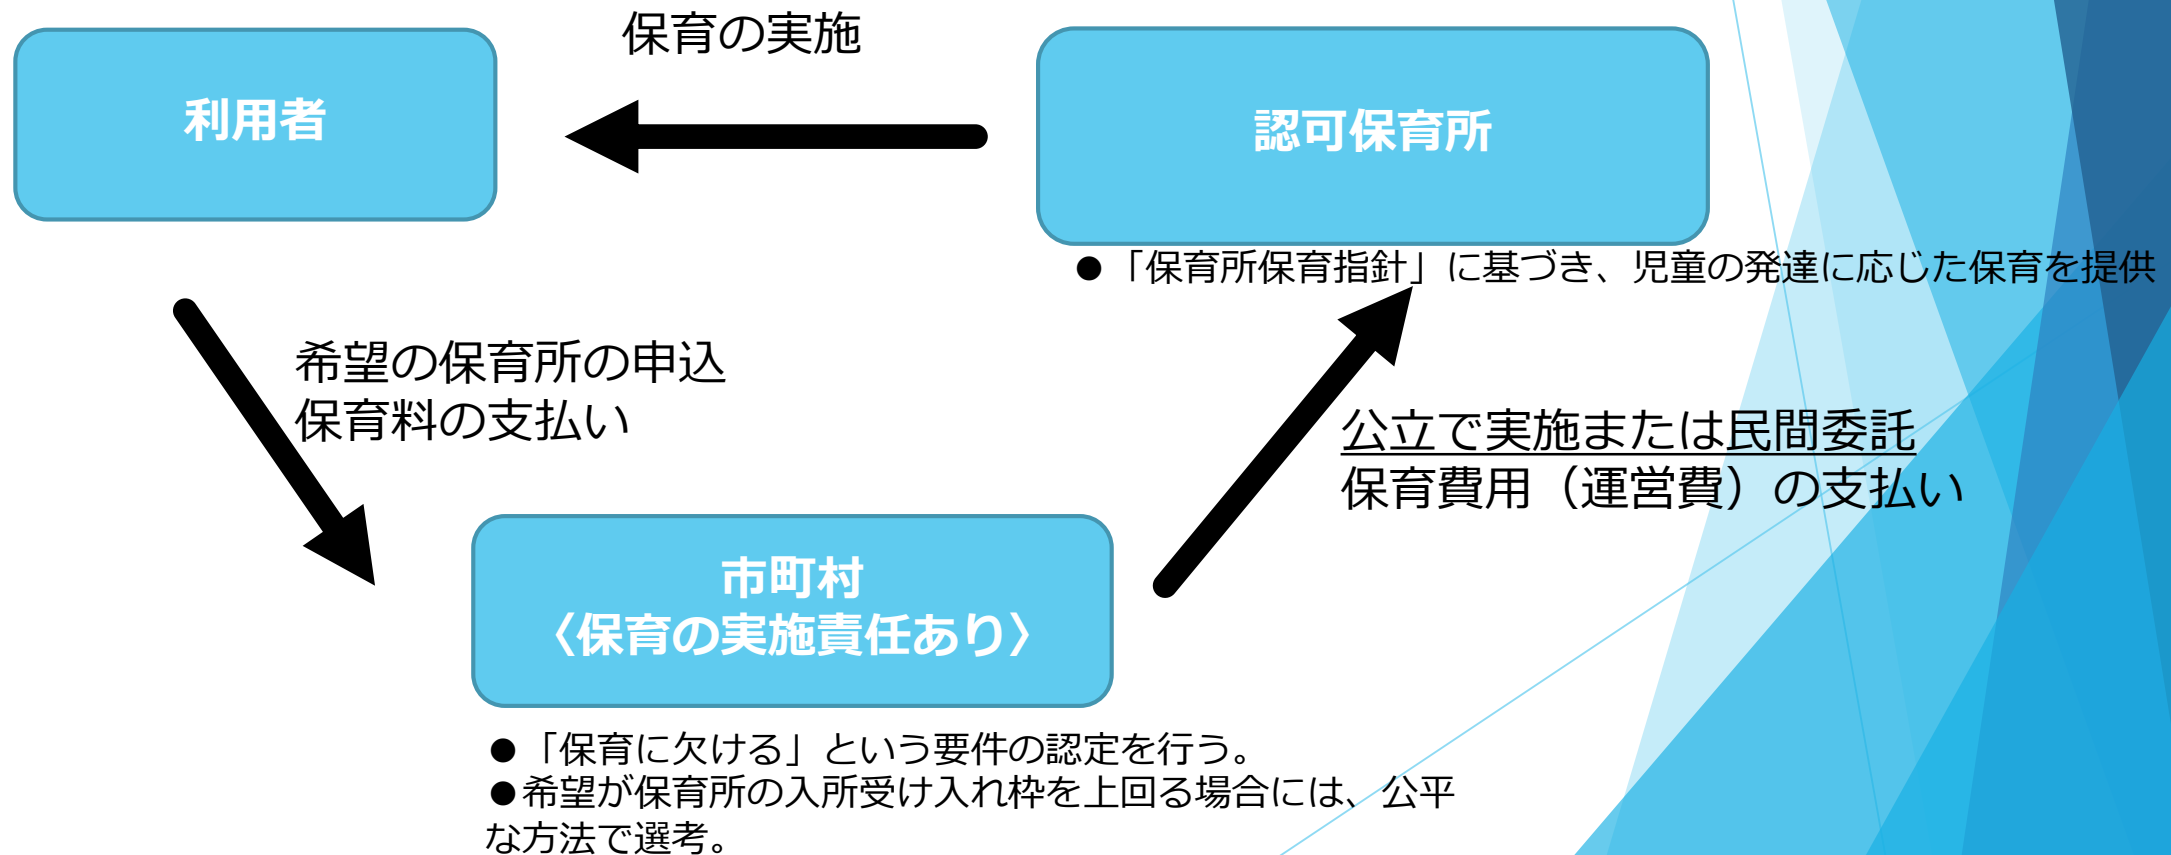 保育の実施
利用者
認可保育所
●「保育所保育指針」に基づき、児童の発達に応じた保育を提供
希望の保育所の申込
保育料の支払い
公立で実施または民間委託
保育費用（運営費）の支払い
市町村
〈保育の実施責任あり〉
●「保育に欠ける」という要件の認定を行う。
●希望が保育所の入所受け入れ枠を上回る場合には、公平
な方法で選考。